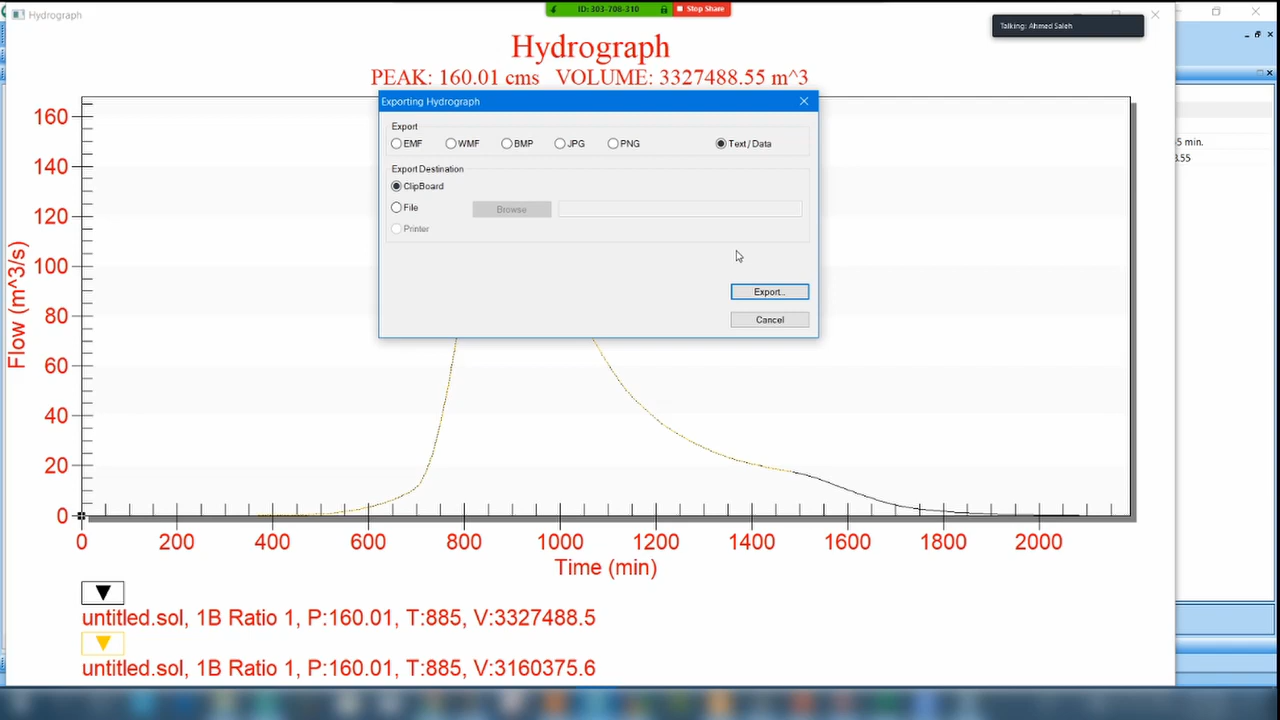 Hydrograph
ID: 303-708-310
Stop Share
Talking: Ahmed Saleh
Hydrograph
PEAK: 160.01 cms VOLUME: 3327488.55 m^3
Exporting Hydrograph
Export
EMF WMF BMP JPG PNG Text / Data
Export Destination
ClipBoard
File Browse
Printer
Export..
Cancel
5 min.
3.55
Flow (m^3/s)
160
140
120
100
80
60
40
20
0
0 200 400 600 800 1000 1200 1400 1600 1800 2000
Time (min)
untitled.sol, 1B Ratio 1, P:160.01, T:885, V:3327488.5
untitled.sol, 1B Ratio 1, P:160.01, T:885, V:3160375.6